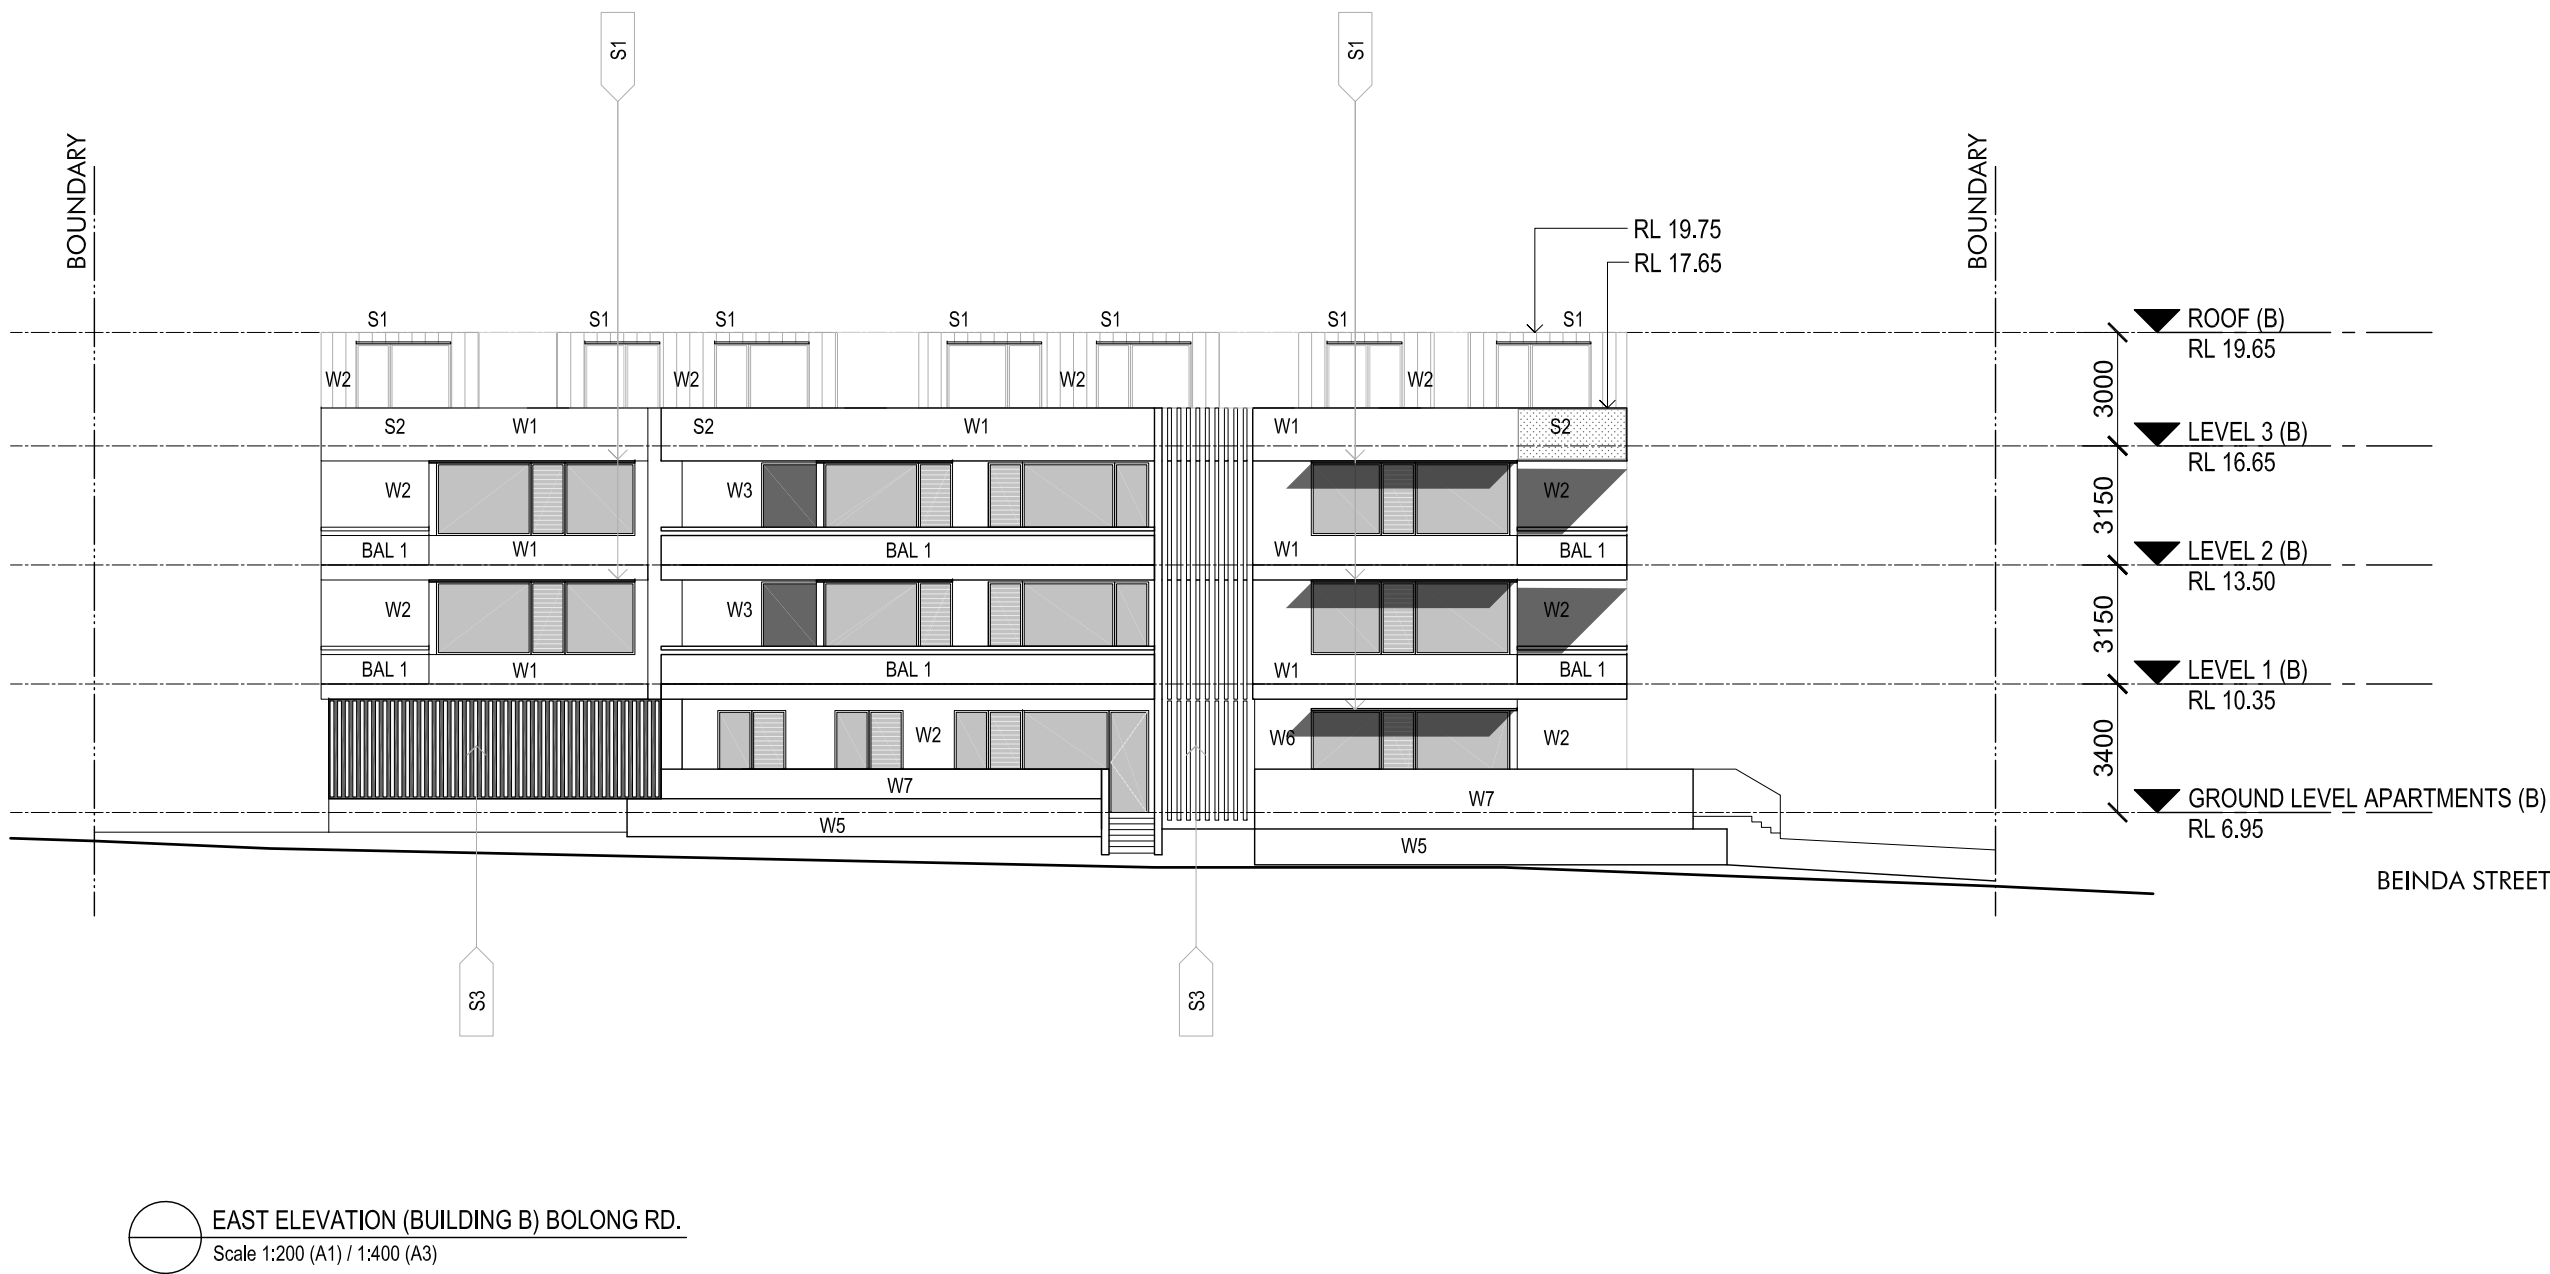 S1
S1
BOUNDARY
BOUNDARY
RL 19.75
RL 17.65
S1 S1 S1 S1 S1 S1 S1
ROOF (B)
RL 19.65
W2 W2 W2 W2
3000
S2 W1 S2 W1 W1 S2
LEVEL 3 (B)
RL 16.65
W2 W3 W2
3150
BAL 1 W1 BAL 1 W1 BAL 1
LEVEL 2 (B)
RL 13.50
W2 W3 W2
3150
BAL 1 W1 BAL 1 W1 BAL 1
LEVEL 1 (B)
RL 10.35
W2 W6 W2
3400
W7 W7
GROUND LEVEL APARTMENTS (B)
RL 6.95
W5 W5
BEINDA STREET
S3
S3
EAST ELEVATION (BUILDING B) BOLONG RD.
Scale 1:200 (A1) / 1:400 (A3)